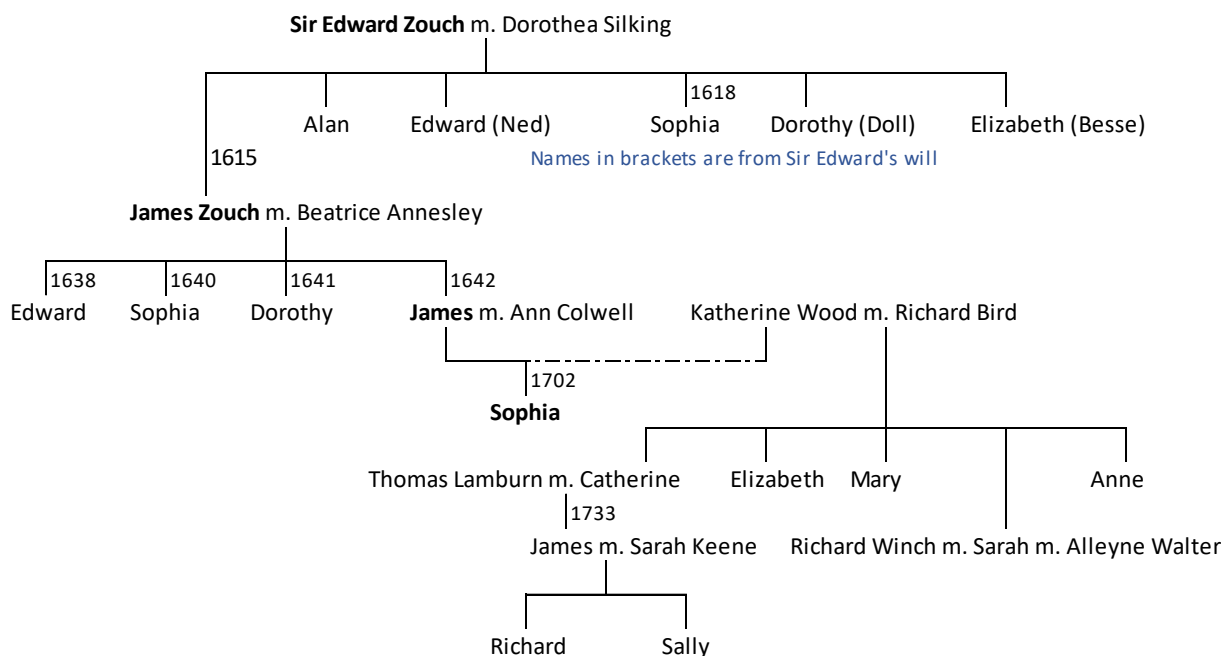 Sir Edward Zouch m. Dorothea Silking
1618
Alan Edward (Ned) Sophia Dorothy (Doll) Elizabeth (Besse)
1615 Names in brackets are from Sir Edward's will
James Zouch m. Beatrice Annesley
1638 1640 1641 1642
Edward Sophia Dorothy James m. Ann Colwell Katherine Wood m. Richard Bird
1702
Sophia
Thomas Lamburn m. Catherine Elizabeth Mary Anne
1733
James m. Sarah Keene Richard Winch m. Sarah m. Alleyne Walter
Richard Sally